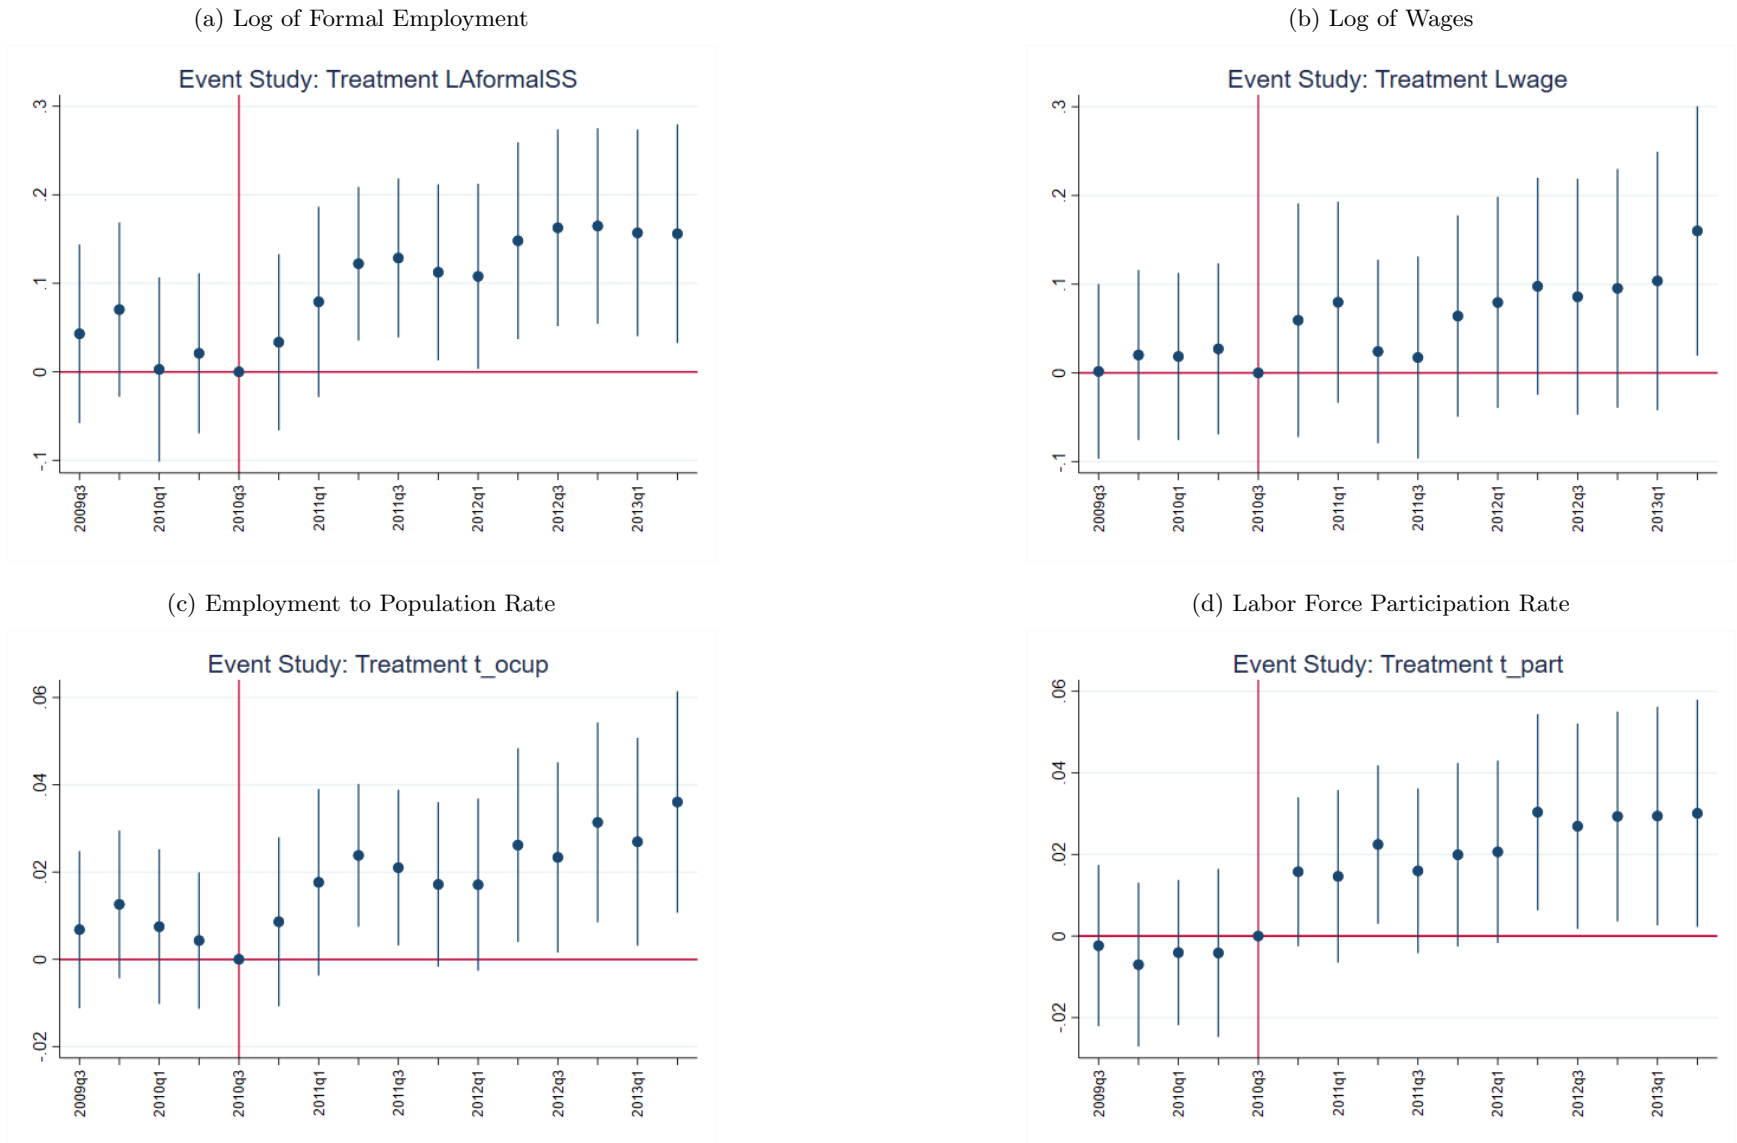 (a) Log of Formal Employment
Event Study: Treatment LAformalSS
.3
.2
.1
0
-.1
2009q3
2010q1
2010q3
2011q1
2011q3
2012q1
2012q3
2013q1
(b) Log of Wages
Event Study: Treatment Lwage
.3
.2
.1
0
-.1
2009q3
2010q1
2010q3
2011q1
2011q3
2012q1
2012q3
2013q1
(c) Employment to Population Rate
Event Study: Treatment t_ocup
.06
.04
.02
0
-.02
2009q3
2010q1
2010q3
2011q1
2011q3
2012q1
2012q3
2013q1
(d) Labor Force Participation Rate
Event Study: Treatment t_part
.06
.04
.02
0
-.02
2009q3
2010q1
2010q3
2011q1
2011q3
2012q1
2012q3
2013q1